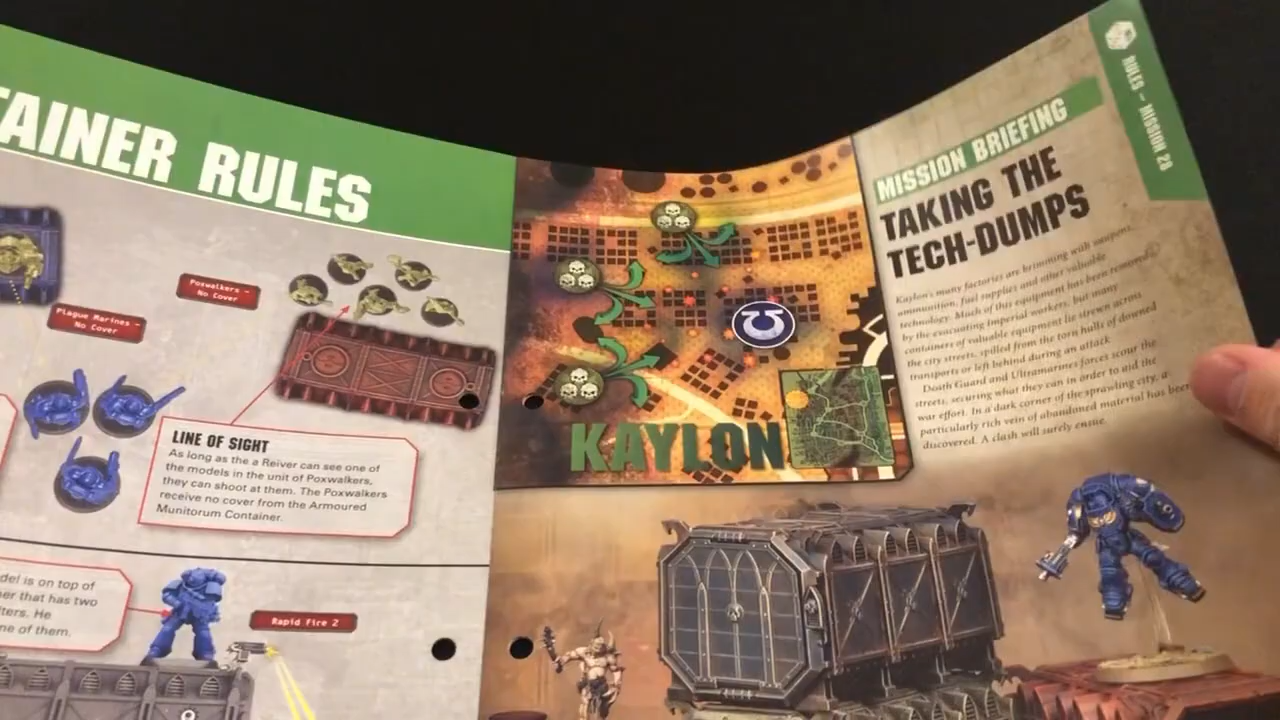 TAINER RULES
Poxwalkers –
No Cover
Plague Marines –
No Cover
LINE OF SIGHT
As long as the a Reiver can see one of
the models in the unit of Poxwalkers,
they can shoot at them. The Poxwalkers
receive no cover from the Armoured
Munitorum Container.
del is on top of
ner that has two
lters. He
ne of them.
Rapid Fire 2
KAYLON
MISSION BRIEFING
TAKING THE
TECH-DUMPS
Kaylon's many factories are brimming with weapons,
ammunition, fuel supplies and other valuable
technology. Much of this equipment has been removed
by the evacuating Imperial workers, but many
containers of valuable equipment lie strewn across
the city streets, spilled from the torn hulls of downed
transports or left behind during an attack.
Death Guard and Ultramarines forces scour the
streets, securing what they can in order to aid the
war effort. In a dark corner of the sprawling city, a
particularly rich vein of abandoned material has been
discovered. A clash will surely ensue.
RULES – MISSION 28